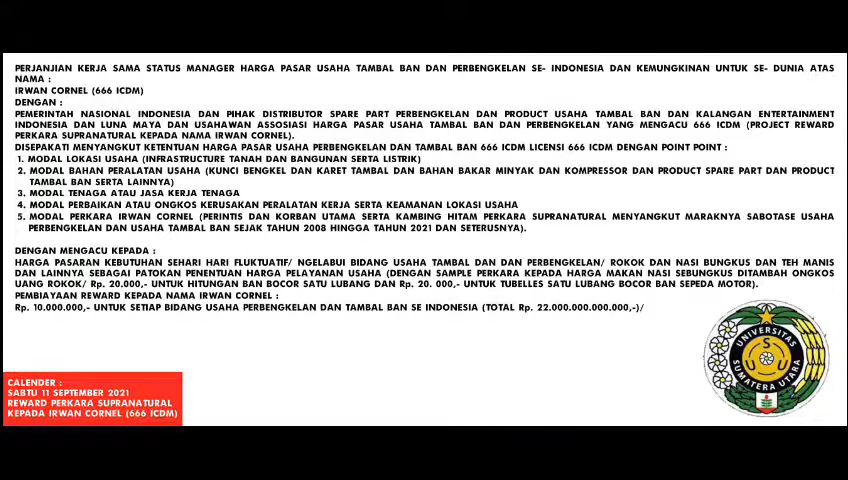 PERJANJIAN KERJA SAMA STATUS MANAGER HARGA PASAR USAHA TAMBAL BAN DAN PERBENGKELAN SE- INDONESIA DAN KEMUNGKINAN UNTUK SE- DUNIA ATAS
NAMA :
IRWAN CORNEL (666 ICDM)
DENGAN :
PEMERINTAH NASIONAL INDONESIA DAN PIHAK DISTRIBUTOR SPARE PART PERBENGKELAN DAN PRODUCT USAHA TAMBAL BAN DAN KALANGAN ENTERTAINMENT
INDONESIA DAN LUNA MAYA DAN USAHAWAN ASSOSIASI HARGA PASAR USAHA TAMBAL BAN DAN PERBENGKELAN YANG MENGACU 666 ICDM (PROJECT REWARD
PERKARA SUPRANATURAL KEPADA NAMA IRWAN CORNEL).
DISEPAKATI MENYANGKUT KETENTUAN HARGA PASAR USAHA PERBENGKELAN DAN TAMBAL BAN 666 ICDM LICENSI 666 ICDM DENGAN POINT POINT :
1. MODAL LOKASI USAHA (INFRASTRUCTURE TANAH DAN BANGUNAN SERTA LISTRIK)
2. MODAL BAHAN PERALATAN USAHA (KUNCI BENGKEL DAN KARET TAMBAL DAN BAHAN BAKAR MINYAK DAN KOMPRESSOR DAN PRODUCT SPARE PART DAN PRODUCT
TAMBAL BAN SERTA LAINNYA)
3. MODAL TENAGA ATAU JASA KERJA TENAGA
4. MODAL PERBAIKAN ATAU ONGKOS KERUSAKAN PERALATAN KERJA SERTA KEAMANAN LOKASI USAHA
5. MODAL PERKARA IRWAN CORNEL (PERINTIS DAN KORBAN UTAMA SERTA KAMBING HITAM PERKARA SUPRANATURAL MENYANGKUT MARAKNYA SABOTASE USAHA
PERBENGKELAN DAN USAHA TAMBAL BAN SEJAK TAHUN 2008 HINGGA TAHUN 2021 DAN SETERUSNYA).
DENGAN MENGACU KEPADA :
HARGA PASARAN KEBUTUHAN SEHARI HARI FLUKTUATIF/ NGELABUI BIDANG USAHA TAMBAL DAN DAN PERBENGKELAN/ ROKOK DAN NASI BUNGKUS DAN TEH MANIS
DAN LAINNYA SEBAGAI PATOKAN PENENTUAN HARGA PELAYANAN USAHA (DENGAN SAMPLE PERKARA KEPADA HARGA MAKAN NASI SEBUNGKUS DITAMBAH ONGKOS
UANG ROKOK/ Rp. 20.000,- UNTUK HITUNGAN BAN BOCOR SATU LUBANG DAN Rp. 20. 000,- UNTUK TUBELLES SATU LUBANG BOCOR BAN SEPEDA MOTOR).
PEMBIAYAAN REWARD KEPADA NAMA IRWAN CORNEL :
Rp. 10.000.000,- UNTUK SETIAP BIDANG USAHA PERBENGKELAN DAN TAMBAL BAN SE INDONESIA (TOTAL Rp. 22.000.000.000.000,-)/
UNIVERSITAS
SUMATERA UTARA
U S U
CALENDER :
SABTU 11 SEPTEMBER 2021
REWARD PERKARA SUPRANATURAL
KEPADA IRWAN CORNEL (666 ICDM)